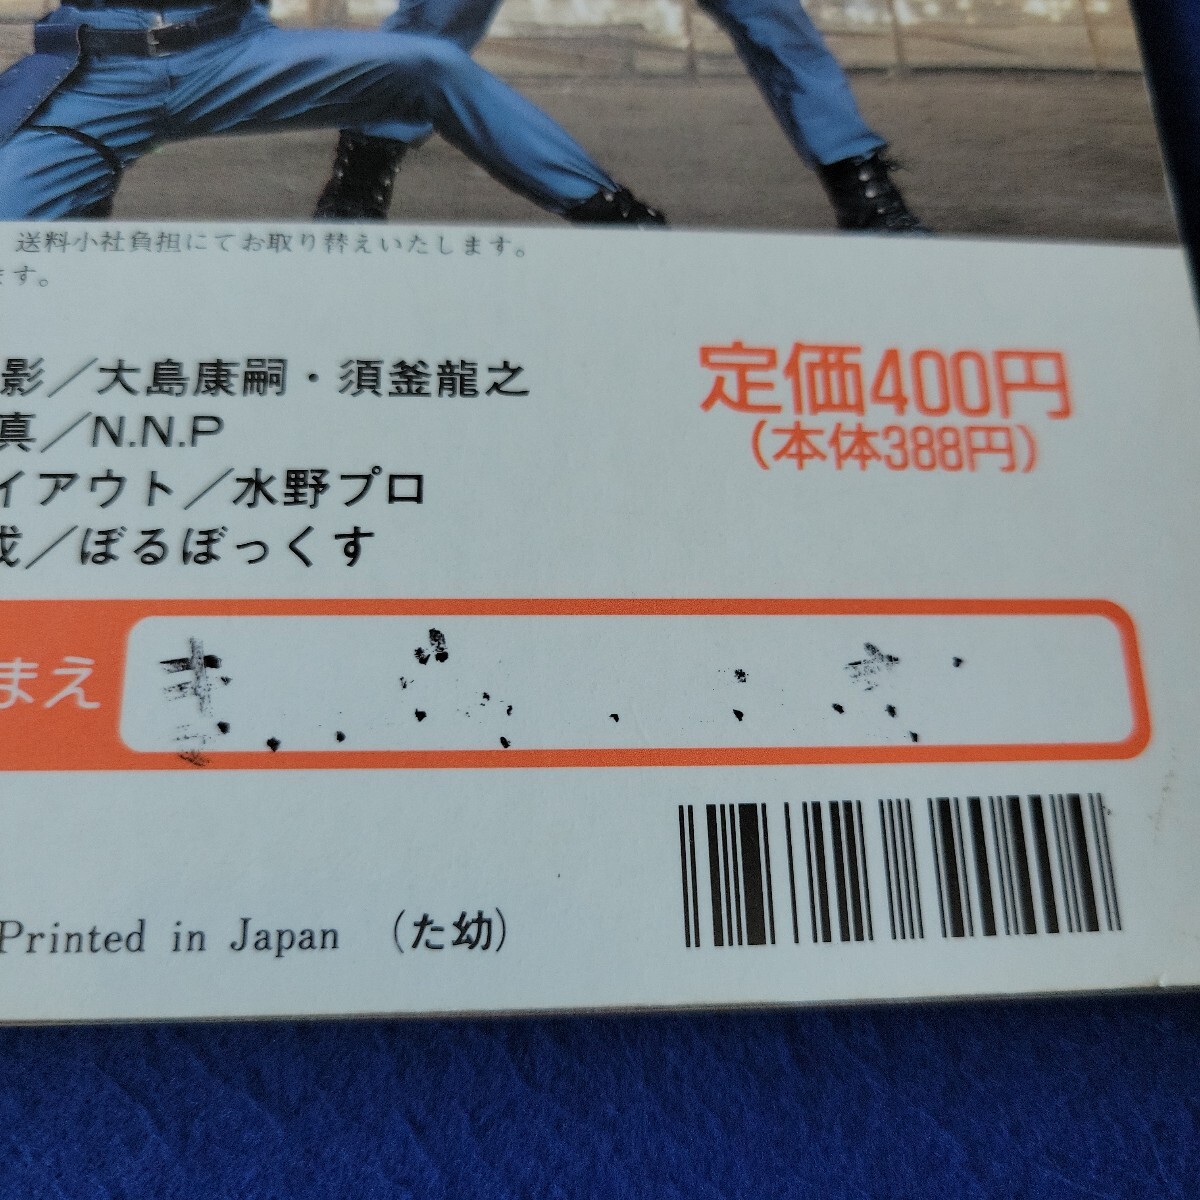 送料小社負担にてお取り替えいたします。
ます。
影／大島康嗣・須釜龍之
真／N.N.P
イアウト／水野プロ
成／ぼるぼっくす
定価400円
（本体388円）
まえ
Printed in Japan （た幼）